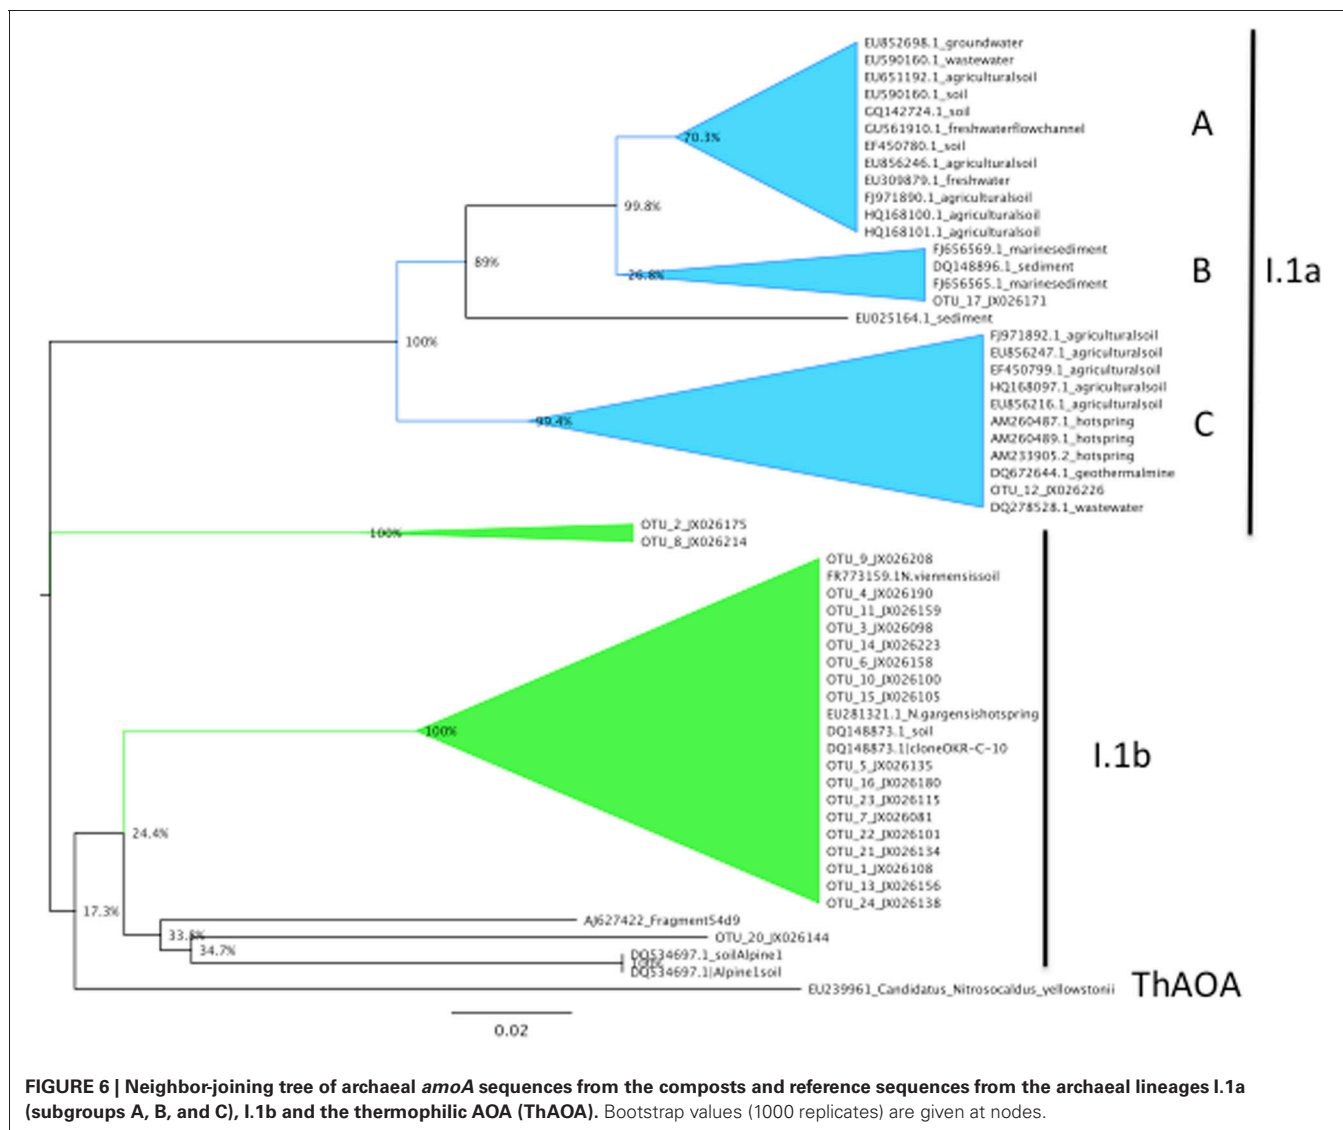 EU852698.1_groundwater
EU590160.1_wastewater
EU651192.1_agriculturalsoil
EU590160.1_soil
GQ142724.1_soil
GU561910.1_freshwaterflowchannel
EF450780.1_soil
EU856246.1_agriculturalsoil
EU309879.1_freshwater
FJ971890.1_agriculturalsoil
HQ168100.1_agriculturalsoil
HQ168101.1_agriculturalsoil
70.3%
A
99.8%
FJ656569.1_marinesediment
DQ148896.1_sediment
FJ656565.1_marinesediment
OTU_17_JX026171
26.8%
B
I.1a
89%
EU025164.1_sediment
100%
FJ971892.1_agriculturalsoil
EU856247.1_agriculturalsoil
EF450799.1_agriculturalsoil
HQ168097.1_agriculturalsoil
EU856216.1_agriculturalsoil
AM260487.1_hotspring
AM260489.1_hotspring
AM233905.2_hotspring
DQ672644.1_geothermalmine
OTU_12_JX026226
DQ278528.1_wastewater
99.4%
C
100%
OTU_2_JX026175
OTU_8_JX026214
OTU_9_JX026208
FR773159.1N.viennensissoil
OTU_4_JX026190
OTU_11_JX026159
OTU_3_JX026098
OTU_14_JX026223
OTU_6_JX026158
OTU_10_JX026100
OTU_15_JX026105
EU281321.1_N.gargensishotspring
DQ148873.1_soil
DQ148873.1|cloneOKR-C-10
OTU_5_JX026135
OTU_16_JX026180
OTU_23_JX026115
OTU_7_JX026081
OTU_22_JX026101
OTU_21_JX026134
OTU_1_JX026108
OTU_13_JX026156
OTU_24_JX026138
100%
I.1b
24.4%
17.3%
AJ627422_Fragment54d9
OTU_20_JX026144
34.7%
DQ534697.1_soilAlpine1
100%
DQ534697.1|Alpine1soil
EU239961_Candidatus_Nitrosocaldus_yellowstonii
ThAOA
0.02
FIGURE 6 | Neighbor-joining tree of archaeal amoA sequences from the composts and reference sequences from the archaeal lineages I.1a
(subgroups A, B, and C), I.1b and the thermophilic AOA (ThAOA). Bootstrap values (1000 replicates) are given at nodes.